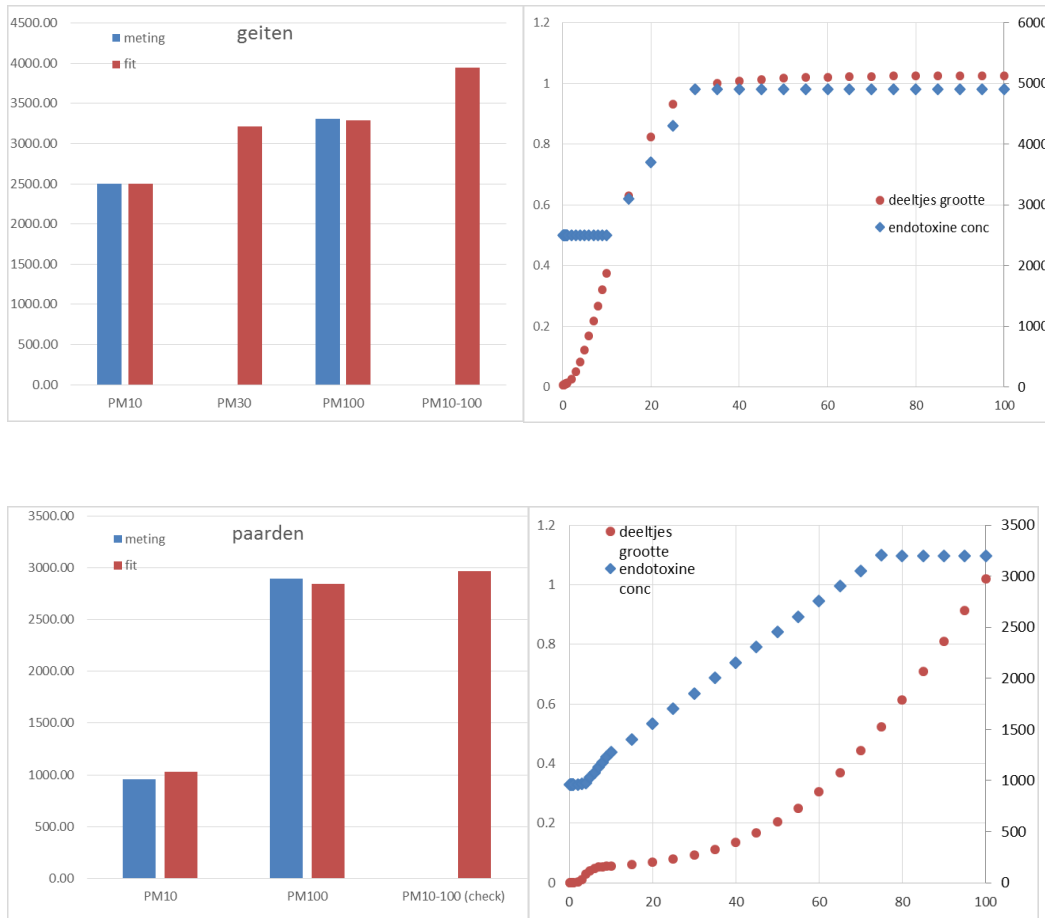 geiten
meting
fit
4500.00
4000.00
3500.00
3000.00
2500.00
2000.00
1500.00
1000.00
500.00
0.00
PM10 PM30 PM100 PM10-100
1.2
1
0.8
0.6
0.4
0.2
0
6000
5000
4000
3000
2000
1000
0
deeltjes grootte
endotoxine conc
0 20 40 60 80 100
paarden
meting
fit
3500.00
3000.00
2500.00
2000.00
1500.00
1000.00
500.00
0.00
PM10 PM100 PM10-100 (check)
deeltjes
grootte
endotoxine
conc
1.2
1
0.8
0.6
0.4
0.2
0
3500
3000
2500
2000
1500
1000
500
0
0 20 40 60 80 100